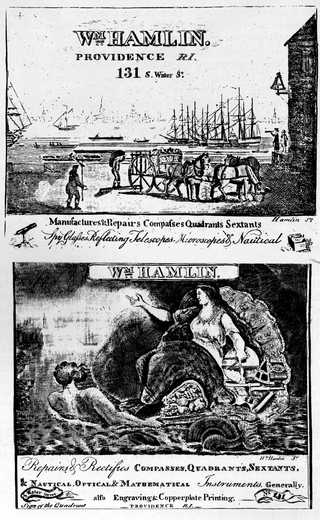 Wm HAMLIN.
PROVIDENCE RI.
131 S. Water St.
Hamlin Sc.
Manufactures & Repairs Compasses Quadrants Sextants
Spy Glasses, Reflecting Telescopes, Microscopes & Nautical
Wm HAMLIN.
Wm Hamlin Sc.
Repairs, & Rectifies COMPASSES, QUADRANTS, SEXTANTS,
& NAUTICAL, OPTICAL, & MATHEMATICAL Instruments, Generally.
also Engraving & Copperplate Printing,
Sign of the Quadrant PROVIDENCE R.I.